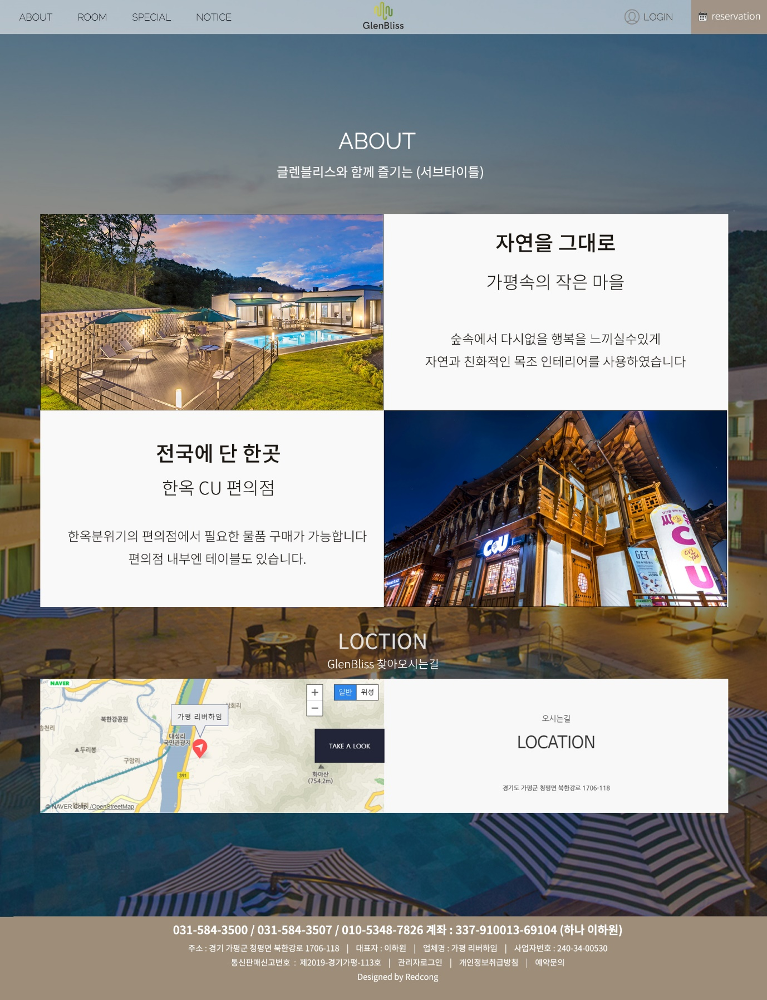 ABOUT ROOM SPECIAL NOTICE
GlenBliss
LOGIN
reservation
ABOUT
글렌블리스와 함께 즐기는 (서브타이틀)
자연을 그대로
가평속의 작은 마을
숲속에서 다시없을 행복을 느끼실수있게
자연과 친화적인 목조 인테리어를 사용하였습니다
전국에 단 한곳
한옥 CU 편의점
한옥분위기의 편의점에서 필요한 물품 구매가 가능합니다
편의점 내부엔 테이블도 있습니다.
CU
GET
CVS for YOU
CU
LOCTION
GlenBliss 찾아오시는길
NAVER
일반 위성
가평 리버하임
북한강공원
송천리
대성리
국민관광지
두리봉
구암리
391
TAKE A LOOK
화야산
(754.2m)
© NAVER Corp. /OpenStreetMap
오시는길
LOCATION
경기도 가평군 청평면 북한강로 1706-118
031-584-3500 / 031-584-3507 / 010-5348-7826 계좌 : 337-910013-69104 (하나 이하원)
주소 : 경기 가평군 청평면 북한강로 1706-118 | 대표자 : 이하원 | 업체명 : 가평 리버하임 | 사업자번호 : 240-34-00530
통신판매신고번호 : 제2019-경기가평-113호 | 관리자로그인 | 개인정보취급방침 | 예약문의
Designed by Redcong